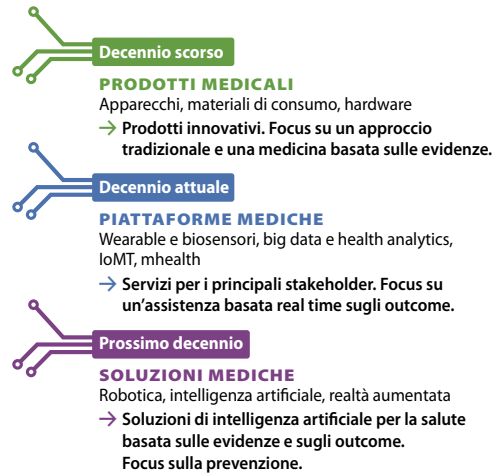 Decennio scorso
PRODOTTI MEDICALI
Apparecchi, materiali di consumo, hardware
→ Prodotti innovativi. Focus su un approccio
tradizionale e una medicina basata sulle evidenze.
Decennio attuale
PIATTAFORME MEDICHE
Wearable e biosensori, big data e health analytics,
IoMT, mhealth
→ Servizi per i principali stakeholder. Focus su
un'assistenza basata real time sugli outcome.
Prossimo decennio
SOLUZIONI MEDICHE
Robotica, intelligenza artificiale, realtà aumentata
→ Soluzioni di intelligenza artificiale per la salute
basata sulle evidenze e sugli outcome.
Focus sulla prevenzione.